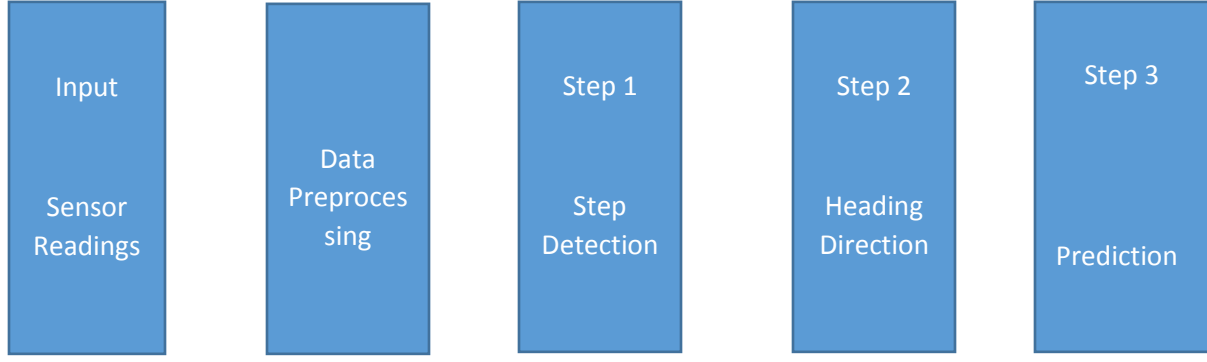 Input
Sensor
Readings
Data
Preproces
sing
Step 1
Step
Detection
Step 2
Heading
Direction
Step 3
Prediction